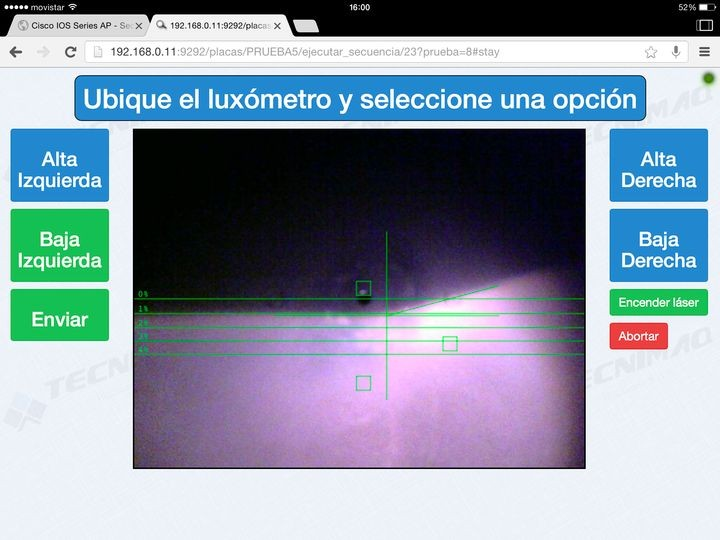 movistar
16:00
52%
Cisco IOS Series AP - Sec
192.168.0.11:9292/placas
192.168.0.11:9292/placas/PRUEBA5/ejecutar_secuencia/23?prueba=8#stay
Ubique el luxómetro y seleccione una opción
Alta
Izquierda
Alta
Derecha
Baja
Izquierda
Baja
Derecha
Enviar
Encender láser
Abortar
0%
1%
2%
3%
4%
TECNIMAQ
TECNIMAQ